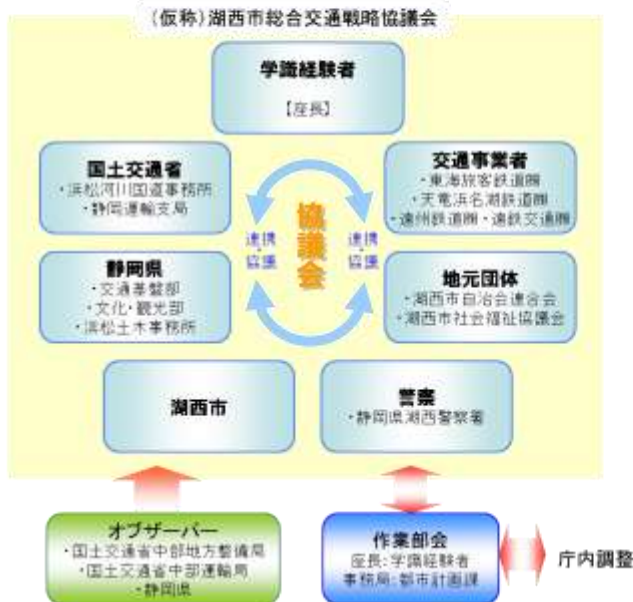 (仮称)湖西市総合交通戦略協議会
学識経験者
【座長】
国土交通省
・浜松河川国道事務所
・静岡運輸支局
交通事業者
・東海旅客鉄道㈱
・天竜浜名湖鉄道㈱
・遠州鉄道㈱・遠鉄交通㈱
協議会
連携
・
協議
連携
・
協議
静岡県
・交通基盤部
・文化・観光部
・浜松土木事務所
地元団体
・湖西市自治会連合会
・湖西市社会福祉協議会
湖西市
警察
・静岡県湖西警察署
オブザーバー
・国土交通省中部地方整備局
・国土交通省中部運輸局
・静岡県
作業部会
座長:学識経験者
事務局:都市計画課
庁内調整